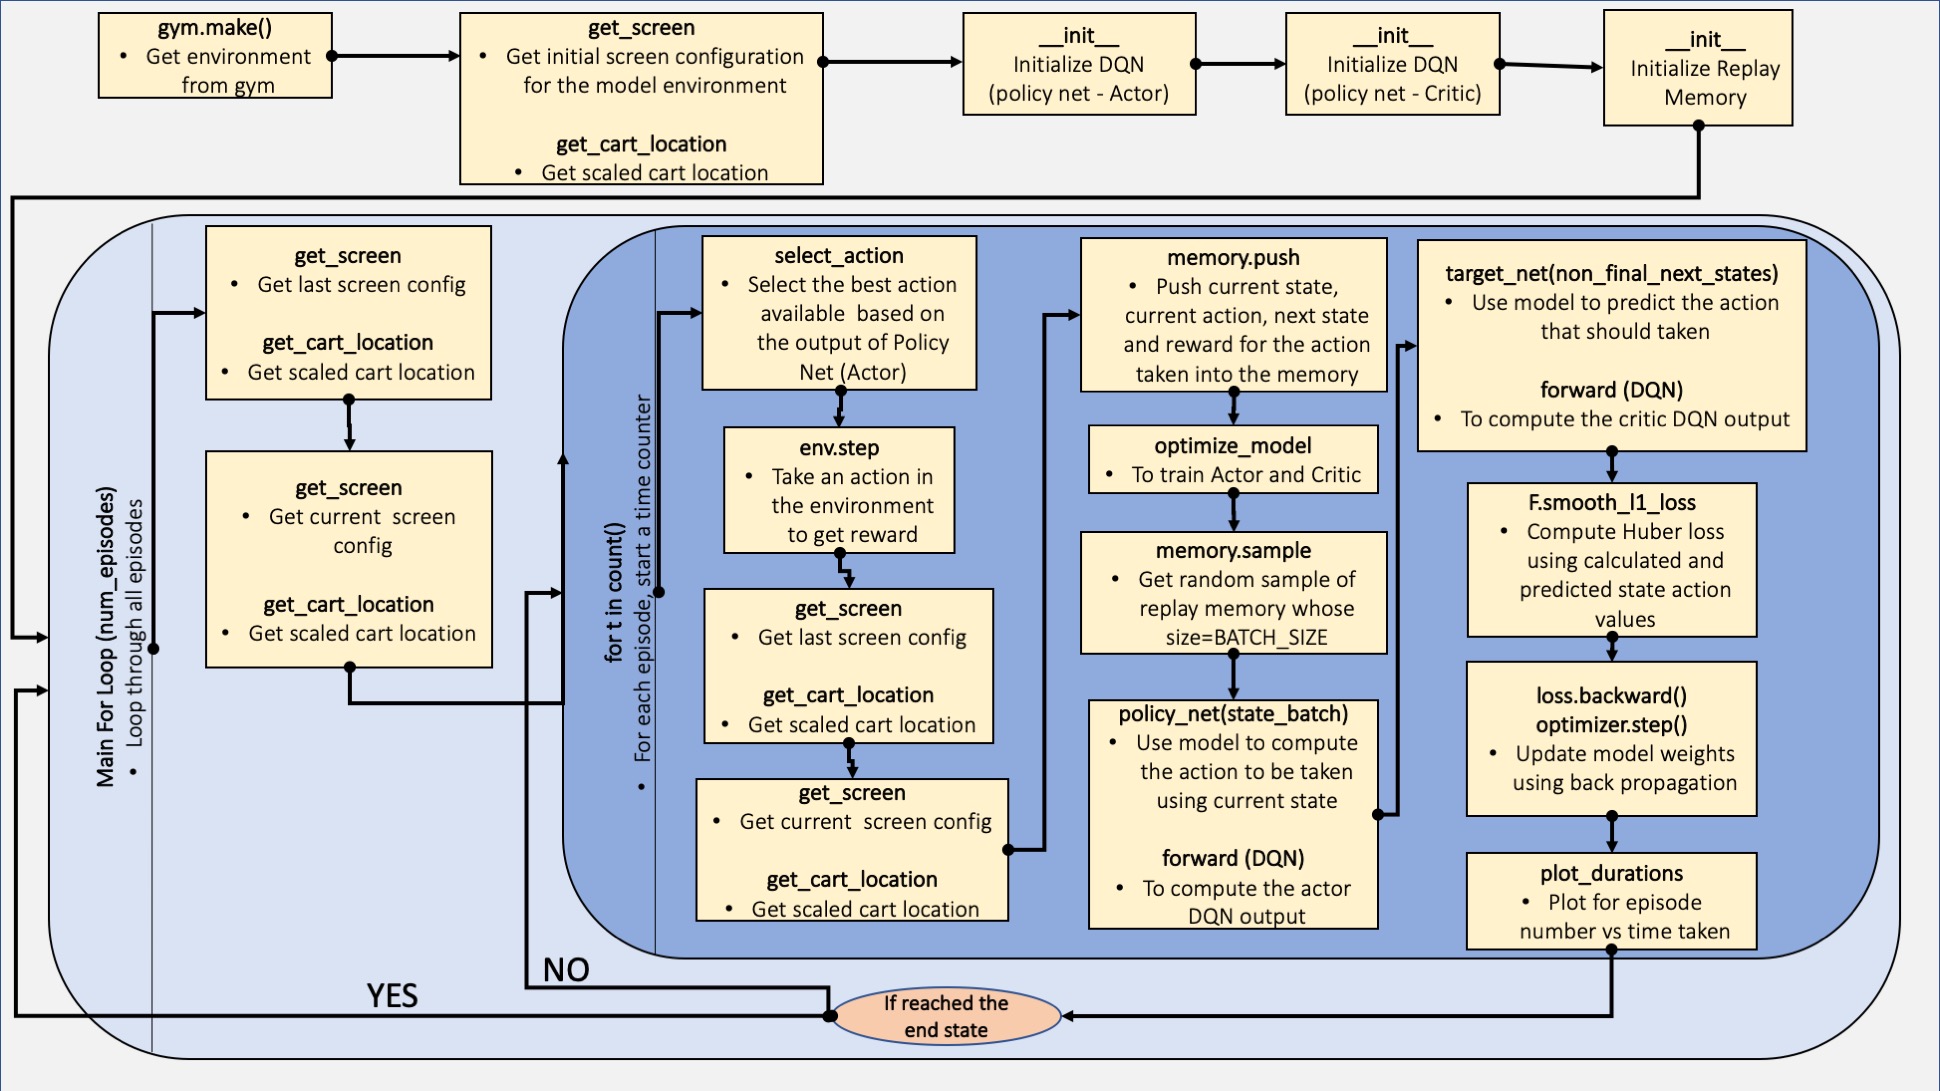 gym.make()
• Get environment
from gym
get_screen
• Get initial screen configuration
for the model environment
get_cart_location
• Get scaled cart location
__init__
Initialize DQN
(policy net - Actor)
__init__
Initialize DQN
(policy net - Critic)
__init__
Initialize Replay
Memory
Main For Loop (num_episodes)
• Loop through all episodes
get_screen
• Get last screen config
get_cart_location
• Get scaled cart location
get_screen
• Get current screen
config
get_cart_location
• Get scaled cart location
for t in count()
• For each episode, start a time counter
select_action
• Select the best action
available based on
the output of Policy
Net (Actor)
env.step
• Take an action in
the environment
to get reward
get_screen
• Get last screen config
get_cart_location
• Get scaled cart location
get_screen
• Get current screen config
get_cart_location
• Get scaled cart location
memory.push
• Push current state,
current action, next state
and reward for the action
taken into the memory
optimize_model
• To train Actor and Critic
memory.sample
• Get random sample of
replay memory whose
size=BATCH_SIZE
policy_net(state_batch)
• Use model to compute
the action to be taken
using current state
forward (DQN)
• To compute the actor
DQN output
target_net(non_final_next_states)
• Use model to predict the action
that should taken
forward (DQN)
• To compute the critic DQN output
F.smooth_l1_loss
• Compute Huber loss
using calculated and
predicted state action
values
loss.backward()
optimizer.step()
• Update model weights
using back propagation
plot_durations
• Plot for episode
number vs time taken
NO
YES
If reached the
end state